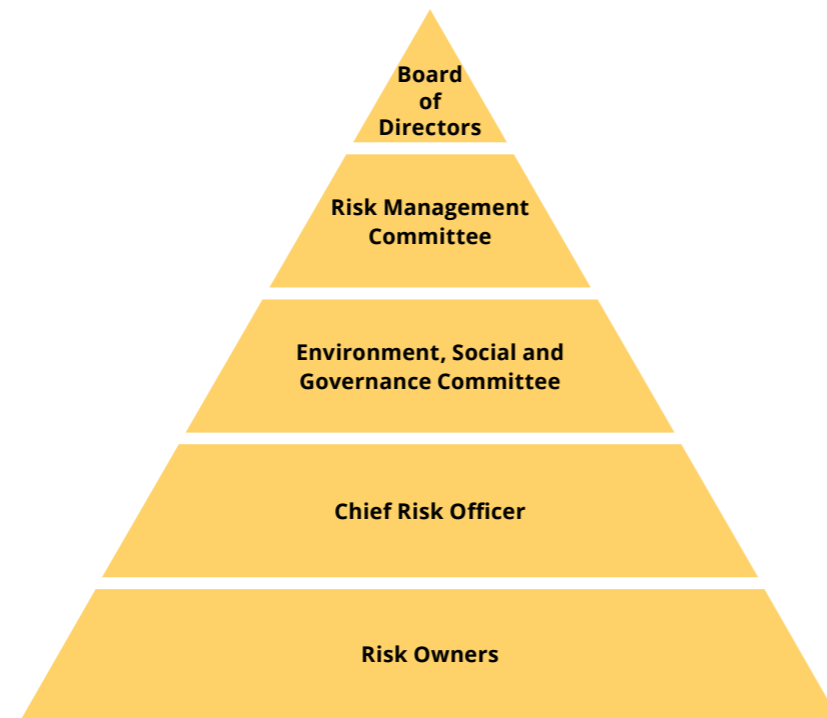 Board
of
Directors
Risk Management
Committee
Environment, Social and
Governance Committee
Chief Risk Officer
Risk Owners